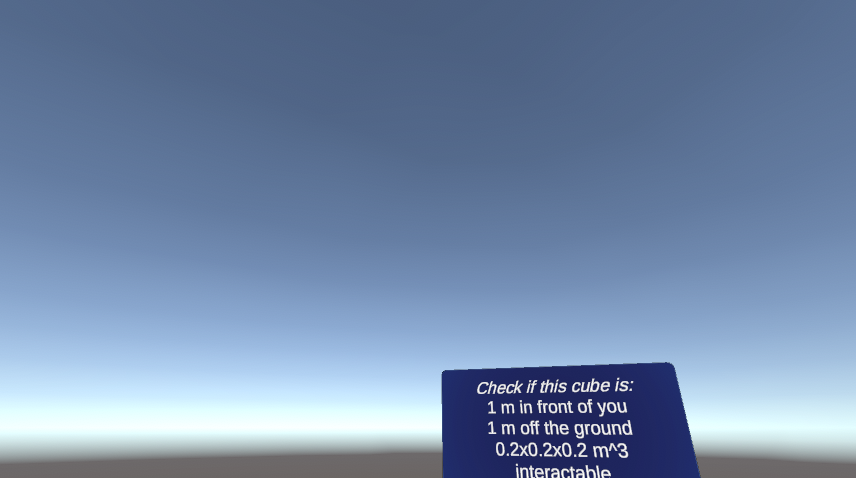 Check if this cube is:
1 m in front of you
1 m off the ground
0.2x0.2x0.2 m^3
interactable